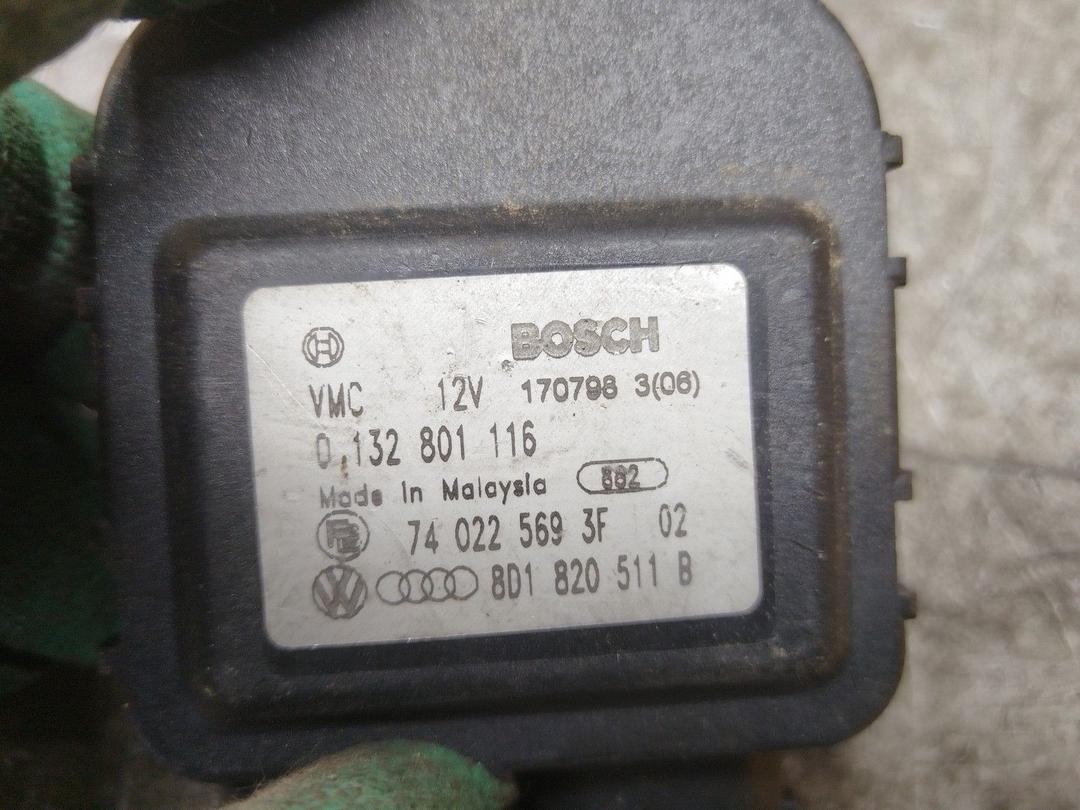 BOSCH
VMC 12V 170798 3(06)
0 132 801 116
Made in Malaysia 882
74 022 569 3F 02
8D1 820 511 B